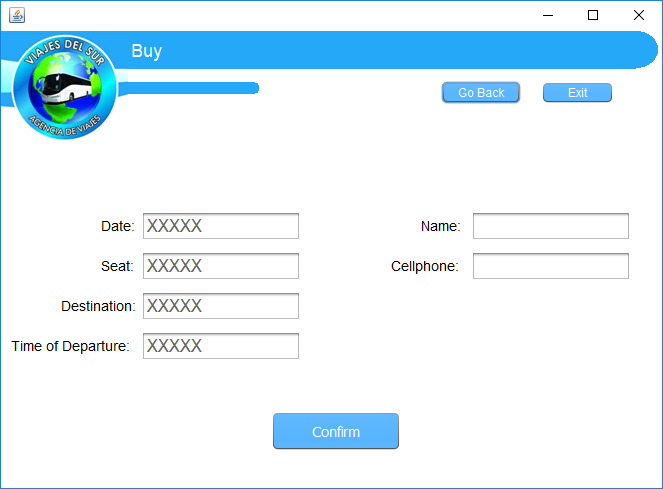 VIAJES DEL SUR
AGENCIA DE VIAJES
Buy
Go Back
Exit
Date: XXXXX
Name:
Seat: XXXXX
Cellphone:
Destination: XXXXX
Time of Departure: XXXXX
Confirm